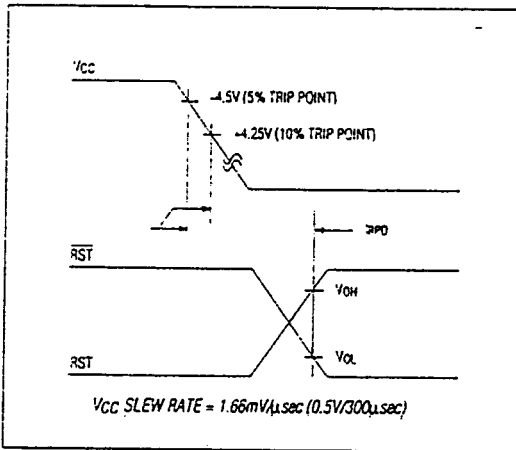 VCC
-4.5V (5% TRIP POINT)
-4.25V (10% TRIP POINT)
RST
VOH
VOL
RST
VCC SLEW RATE = 1.66mV/µsec (0.5V/300µsec)